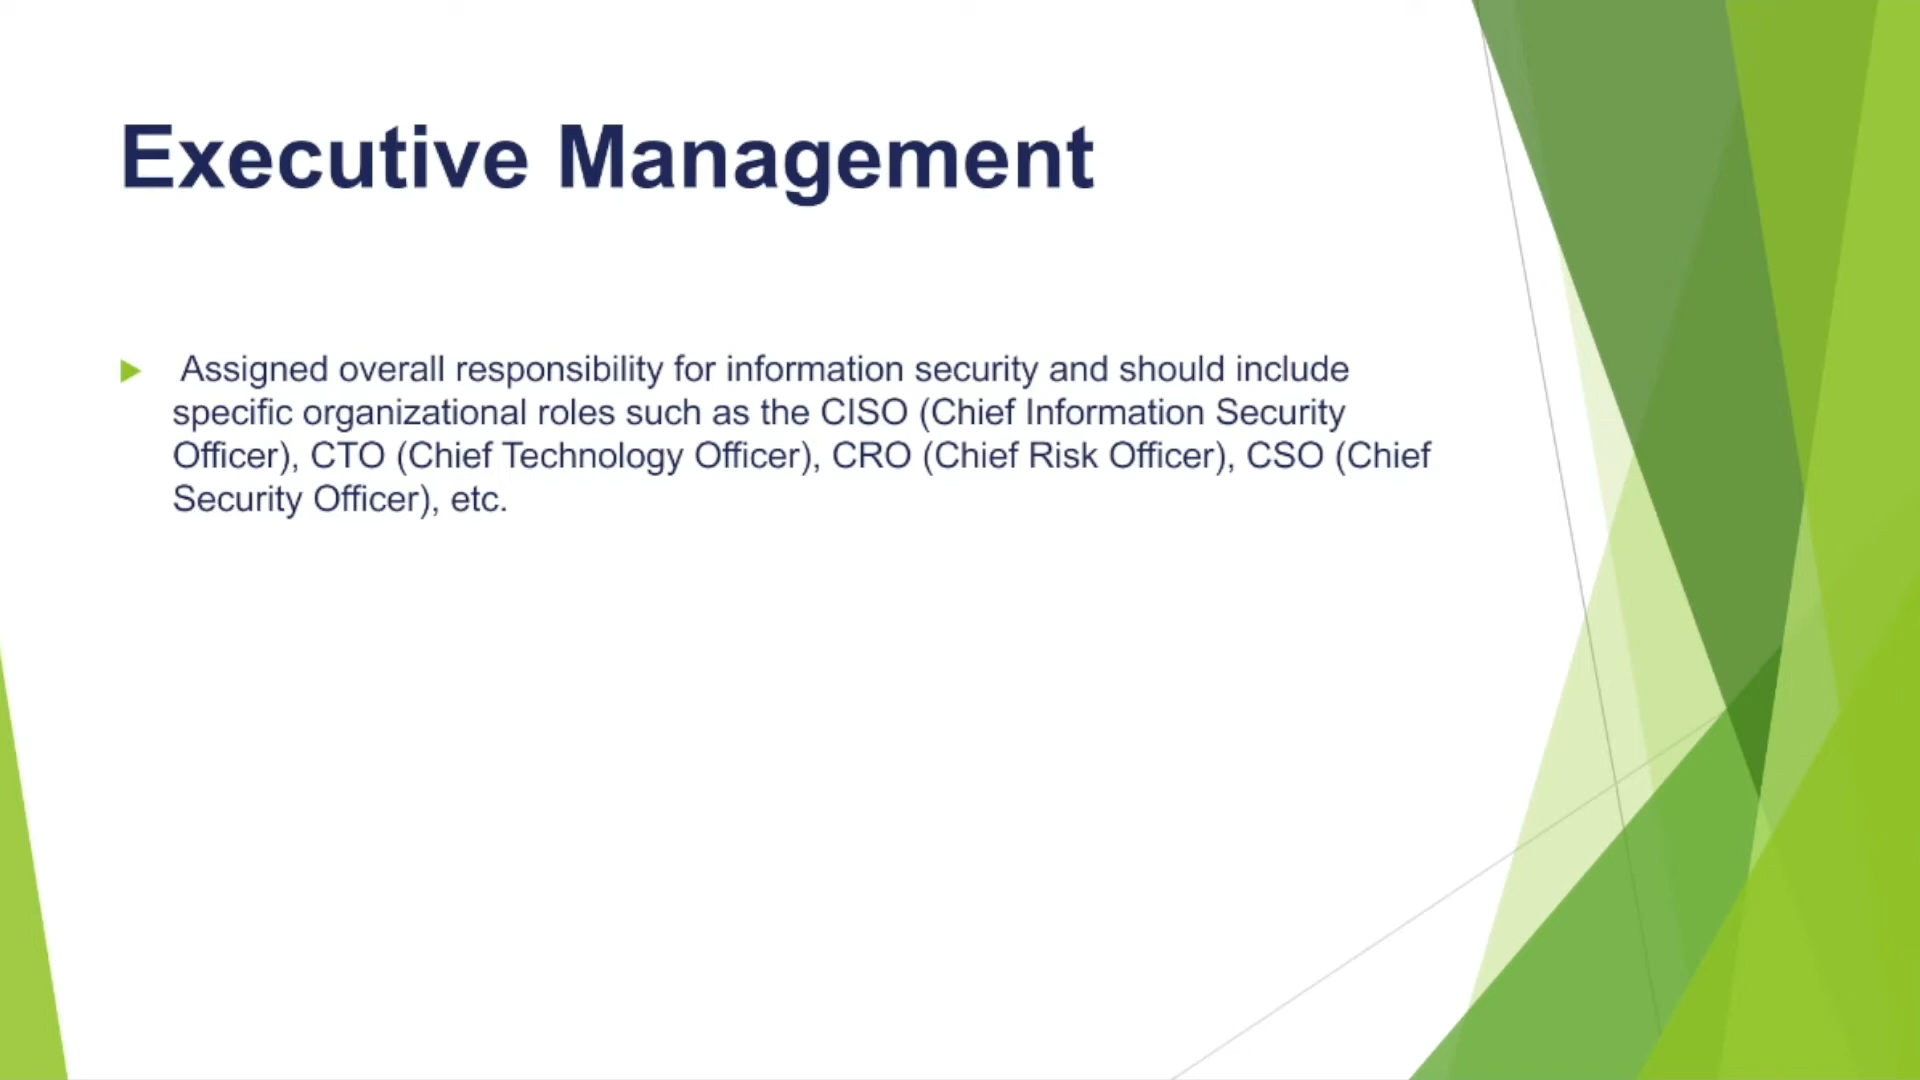 Executive Management
Assigned overall responsibility for information security and should include
specific organizational roles such as the CISO (Chief Information Security
Officer), CTO (Chief Technology Officer), CRO (Chief Risk Officer), CSO (Chief
Security Officer), etc.